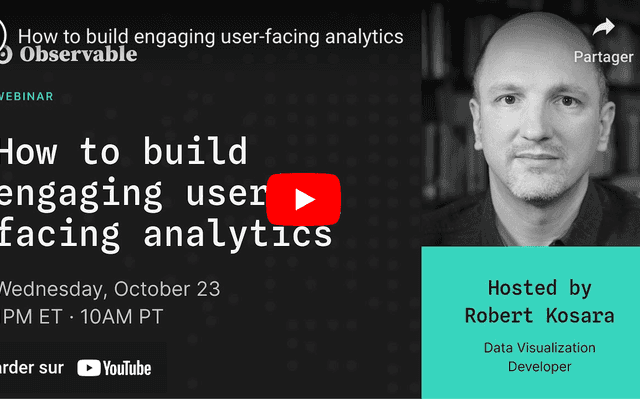 How to build engaging user-facing analytics
Observable
Partager
WEBINAR
How to build
engaging user
facing analytics
Wednesday, October 23
PM ET · 10AM PT
Hosted by
Robert Kosara
Data Visualization
Developer
arder sur YouTube